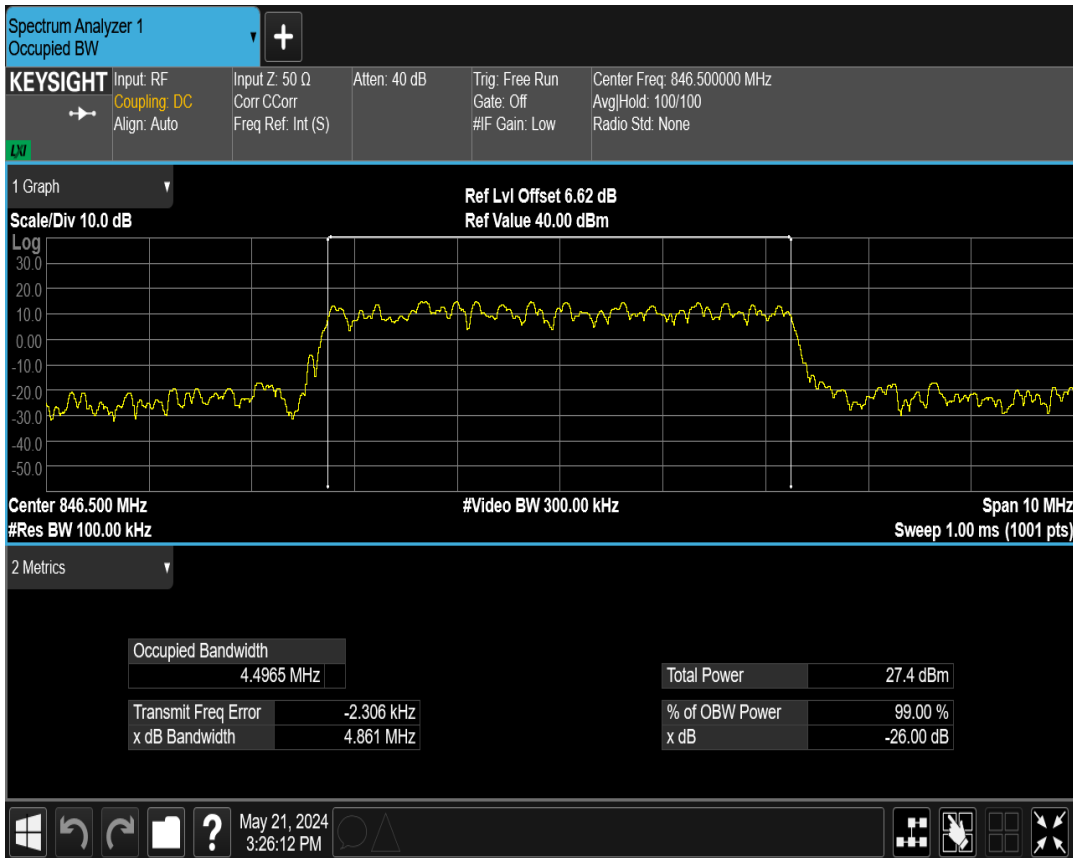 Spectrum Analyzer 1
Occupied BW
+
KEYSIGHT
LXI
Input: RF
Coupling: DC
Align: Auto
Input Z: 50 Ω
Corr CCorr
Freq Ref: Int (S)
Atten: 40 dB
Trig: Free Run
Gate: Off
#IF Gain: Low
Center Freq: 846.500000 MHz
Avg|Hold: 100/100
Radio Std: None
1 Graph
Scale/Div 10.0 dB
Ref Lvl Offset 6.62 dB
Ref Value 40.00 dBm
Log
30.0
20.0
10.0
0.00
-10.0
-20.0
-30.0
-40.0
-50.0
Center 846.500 MHz
#Video BW 300.00 kHz
Span 10 MHz
#Res BW 100.00 kHz
Sweep 1.00 ms (1001 pts)
2 Metrics
Occupied Bandwidth
4.4965 MHz
Total Power 27.4 dBm
Transmit Freq Error -2.306 kHz
% of OBW Power 99.00 %
x dB Bandwidth 4.861 MHz
x dB -26.00 dB
?
May 21, 2024
3:26:12 PM